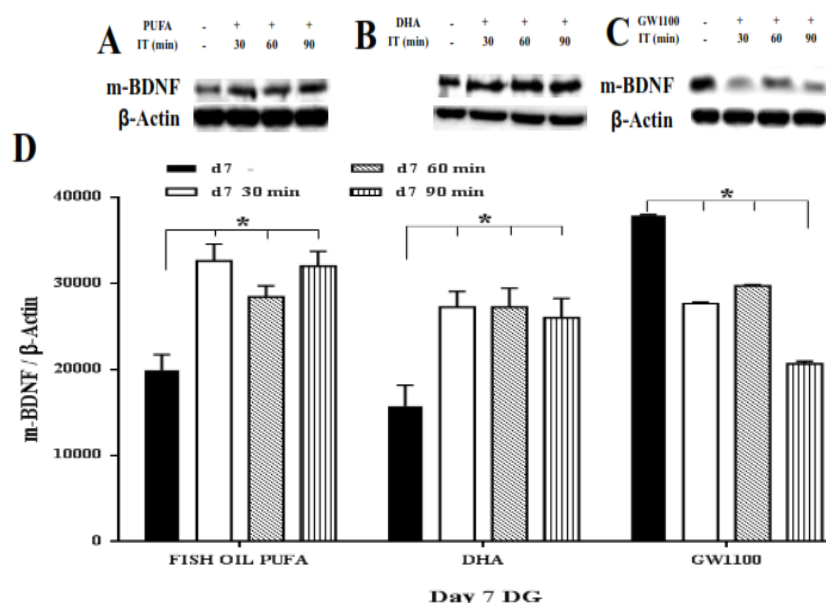 A
PUFA - + + +
IT (min) 30 60 90
m-BDNF
β-Actin
B
DHA - + + +
IT (min) 30 60 90
C
GW1100 - + + +
IT (min) 30 60 90
m-BDNF
β-Actin
D
d7 -
d7 30 min
d7 60 min
d7 90 min
40000
30000
20000
10000
0
m-BDNF / β-Actin
*
*
*
FISH OIL PUFA
DHA
GW1100
Day 7 DG